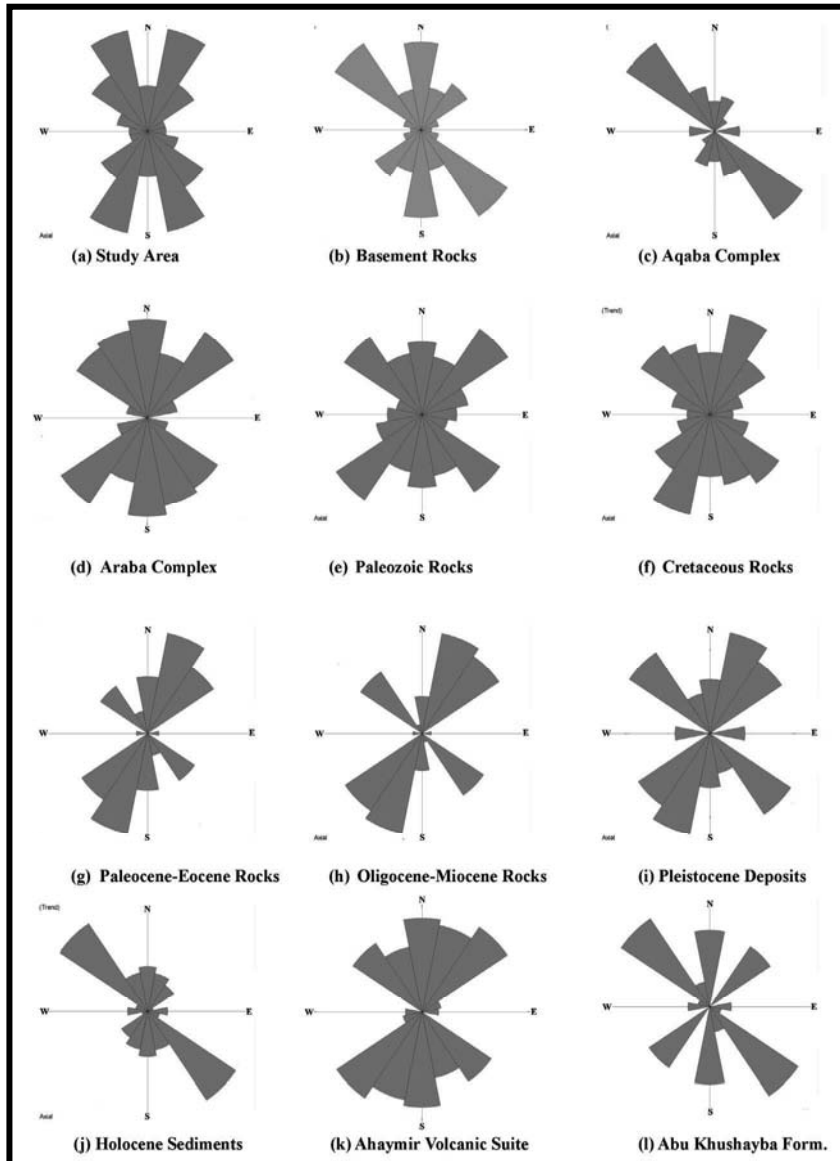 N
N
N
W
E
W
E
W
E
Axial
S
S
Axial
S
(a) Study Area
(b) Basement Rocks
(c) Aqaba Complex
N
N
(Trend)
N
W
E
W
E
W
E
S
Axial
S
Axial
S
(d) Araba Complex
(e) Paleozoic Rocks
(f) Cretaceous Rocks
N
N
N
W
E
W
E
W
E
S
Axial
S
Axial
S
(g) Paleocene-Eocene Rocks
(h) Oligocene-Miocene Rocks
(i) Pleistocene Deposits
(Trend)
N
N
N
W
E
W
E
W
E
Axial
S
S
S
(j) Holocene Sediments
(k) Ahaymir Volcanic Suite
(l) Abu Khushayba Form.